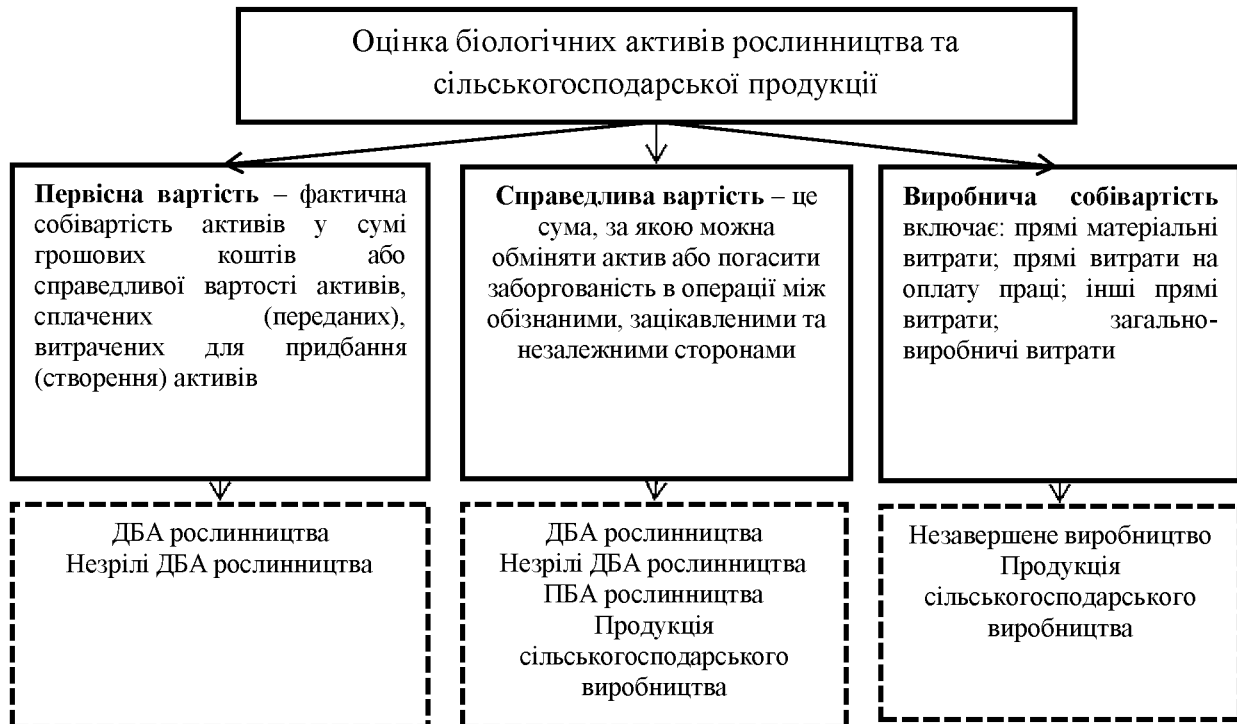 Оцінка біологічних активів рослинництва та
сільськогосподарської продукції
Первісна вартість – фактична
собівартість активів у сумі
грошових коштів або
справедливої вартості активів,
сплачених (переданих),
витрачених для придбання
(створення) активів
Справедлива вартість – це
сума, за якою можна
обміняти актив або погасити
заборгованість в операції між
обізнаними, зацікавленими та
незалежними сторонами
Виробнича собівартість
включає: прямі матеріальні
витрати; прямі витрати на
оплату праці; інші прямі
витрати; загально-
виробничі витрати
ДБА рослинництва
Незрілі ДБА рослинництва
ДБА рослинництва
Незрілі ДБА рослинництва
ПБА рослинництва
Продукція
сільськогосподарського
виробництва
Незавершене виробництво
Продукція
сільськогосподарського
виробництва